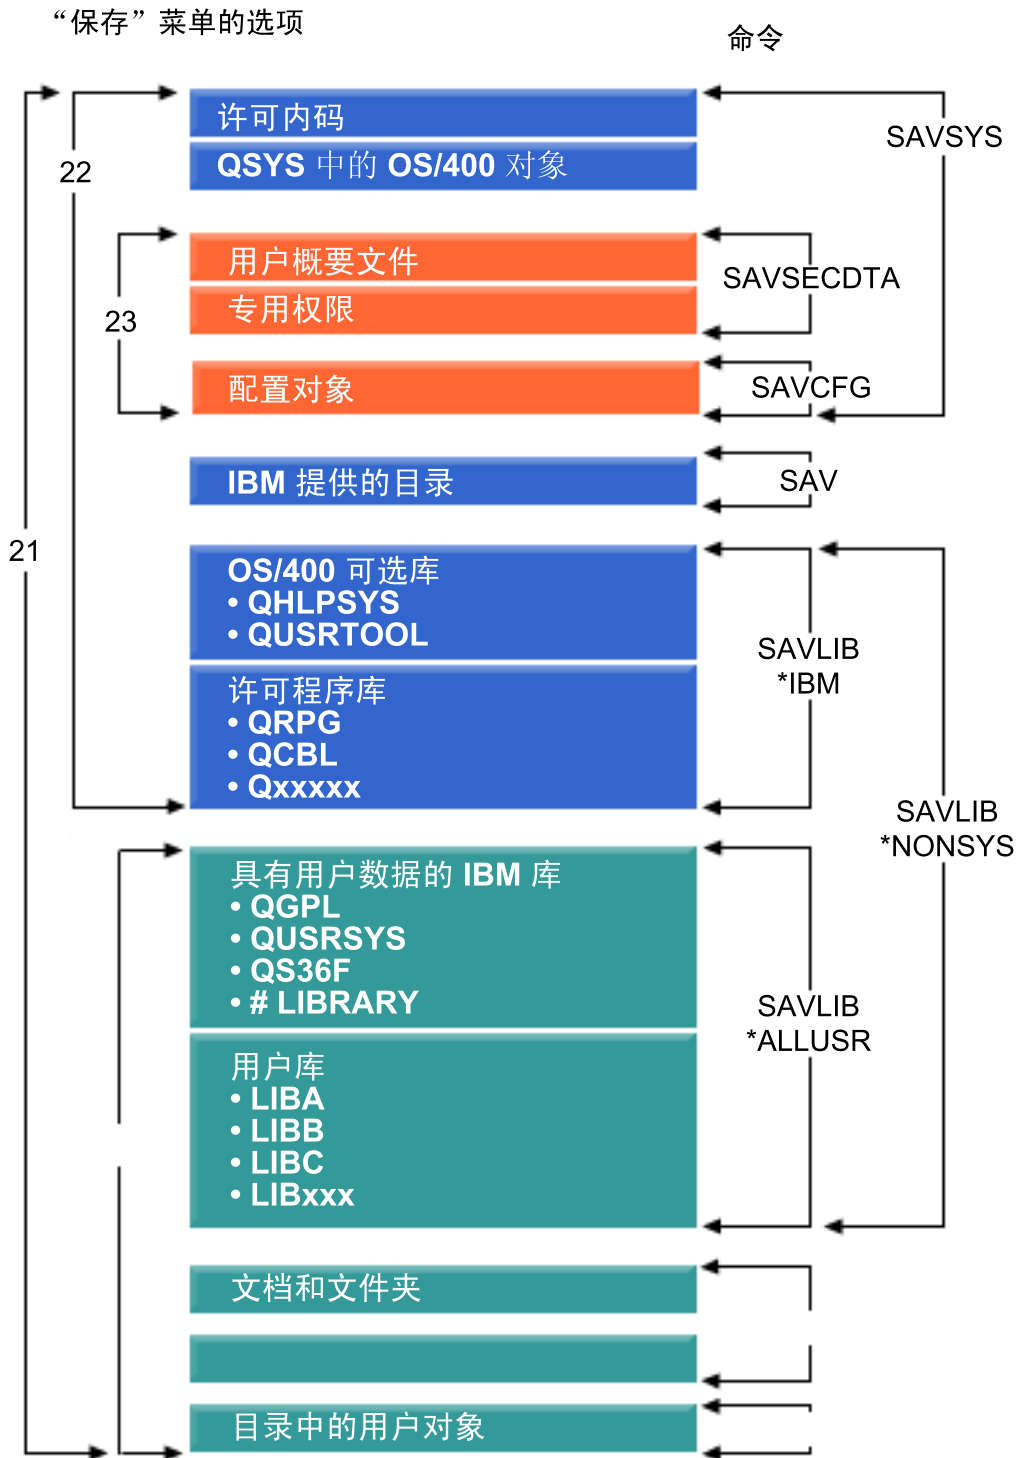 “保存”菜单的选项
命令
许可内码
QSYS 中的 OS/400 对象
SAVSYS
22
用户概要文件
专用权限
SAVSECDTA
23
配置对象
SAVCFG
IBM 提供的目录
SAV
21
OS/400 可选库
• QHLPSYS
• QUSRTOOL
SAVLIB
*IBM
许可程序库
• QRPG
• QCBL
• Qxxxxx
SAVLIB
*NONSYS
具有用户数据的 IBM 库
• QGPL
• QUSRSYS
• QS36F
• # LIBRARY
SAVLIB
*ALLUSR
用户库
• LIBA
• LIBB
• LIBC
• LIBxxx
文档和文件夹
目录中的用户对象